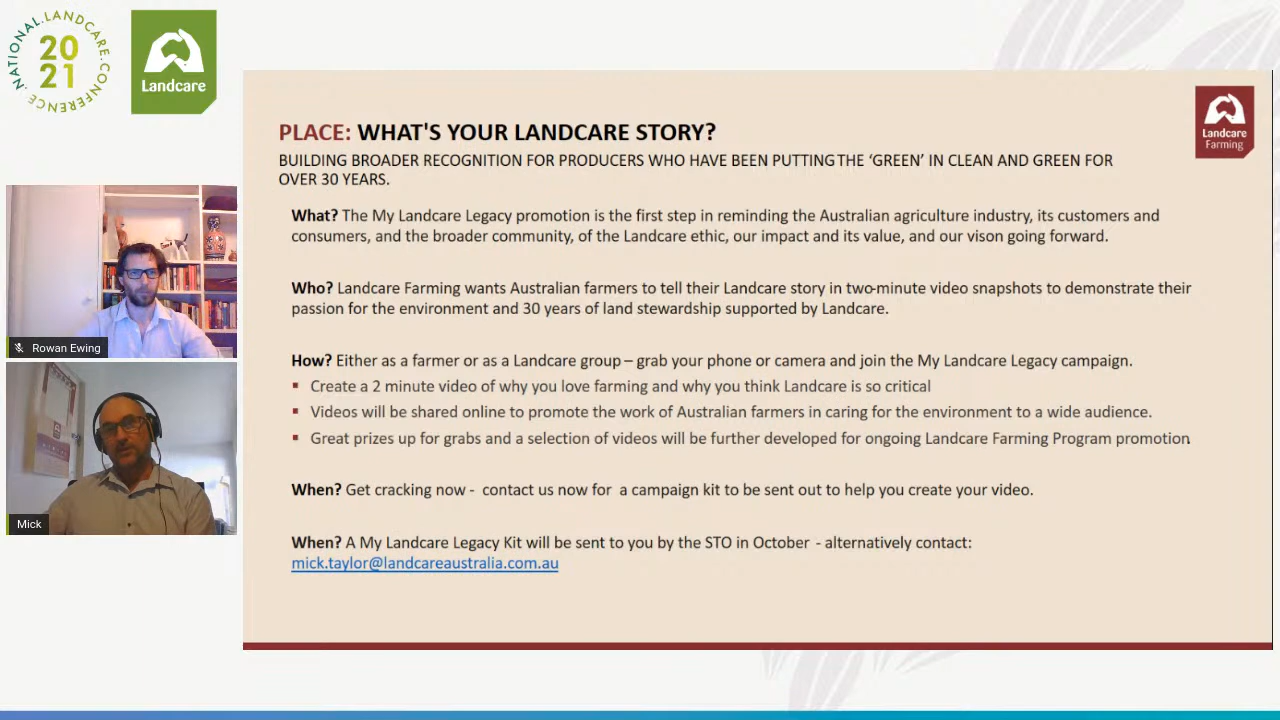 NATIONAL.LANDCARE.CONFERENCE.
20
21
Landcare
Landcare
Farming
PLACE: WHAT'S YOUR LANDCARE STORY?
BUILDING BROADER RECOGNITION FOR PRODUCERS WHO HAVE BEEN PUTTING THE ‘GREEN’ IN CLEAN AND GREEN FOR
OVER 30 YEARS.
What? The My Landcare Legacy promotion is the first step in reminding the Australian agriculture industry, its customers and
consumers, and the broader community, of the Landcare ethic, our impact and its value, and our vison going forward.
Who? Landcare Farming wants Australian farmers to tell their Landcare story in two-minute video snapshots to demonstrate their
passion for the environment and 30 years of land stewardship supported by Landcare.
How? Either as a farmer or as a Landcare group – grab your phone or camera and join the My Landcare Legacy campaign.
▪ Create a 2 minute video of why you love farming and why you think Landcare is so critical
▪ Videos will be shared online to promote the work of Australian farmers in caring for the environment to a wide audience.
▪ Great prizes up for grabs and a selection of videos will be further developed for ongoing Landcare Farming Program promotion.
When? Get cracking now - contact us now for a campaign kit to be sent out to help you create your video.
When? A My Landcare Legacy Kit will be sent to you by the STO in October - alternatively contact:
mick.taylor@landcareaustralia.com.au
Rowan Ewing
Mick